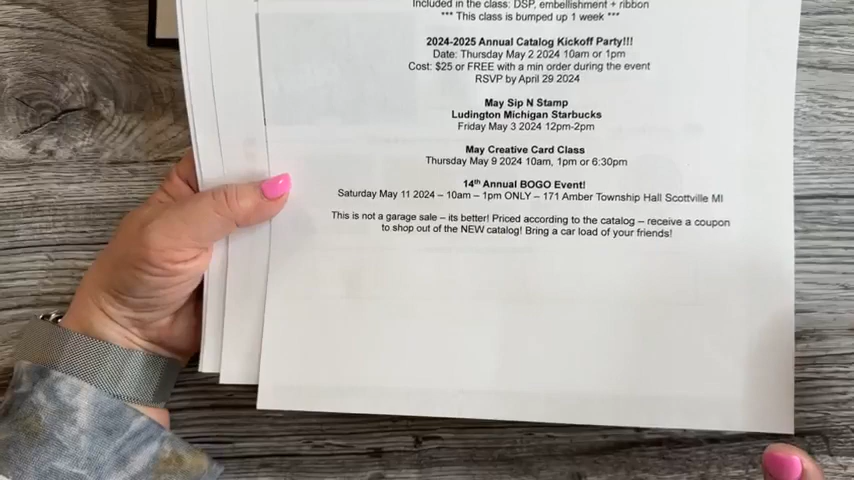 Included in the class: DSP, embellishment + ribbon
*** This class is bumped up 1 week ***
2024-2025 Annual Catalog Kickoff Party!!!
Date: Thursday May 2 2024 10am or 1pm
Cost: $25 or FREE with a min order during the event
RSVP by April 29 2024
May Sip N Stamp
Ludington Michigan Starbucks
Friday May 3 2024 12pm-2pm
May Creative Card Class
Thursday May 9 2024 10am, 1pm or 6:30pm
14th Annual BOGO Event!
Saturday May 11 2024 – 10am – 1pm ONLY – 171 Amber Township Hall Scottville MI
This is not a garage sale – its better! Priced according to the catalog – receive a coupon
to shop out of the NEW catalog! Bring a car load of your friends!